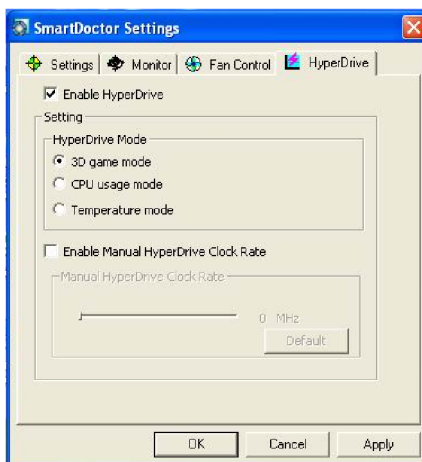 SmartDoctor Settings
Settings Monitor Fan Control HyperDrive
Enable HyperDrive
Setting
HyperDrive Mode
3D game mode
CPU usage mode
Temperature mode
Enable Manual HyperDrive Clock Rate
Manual HyperDrive Clock Rate
0 MHz
Default
OK Cancel Apply